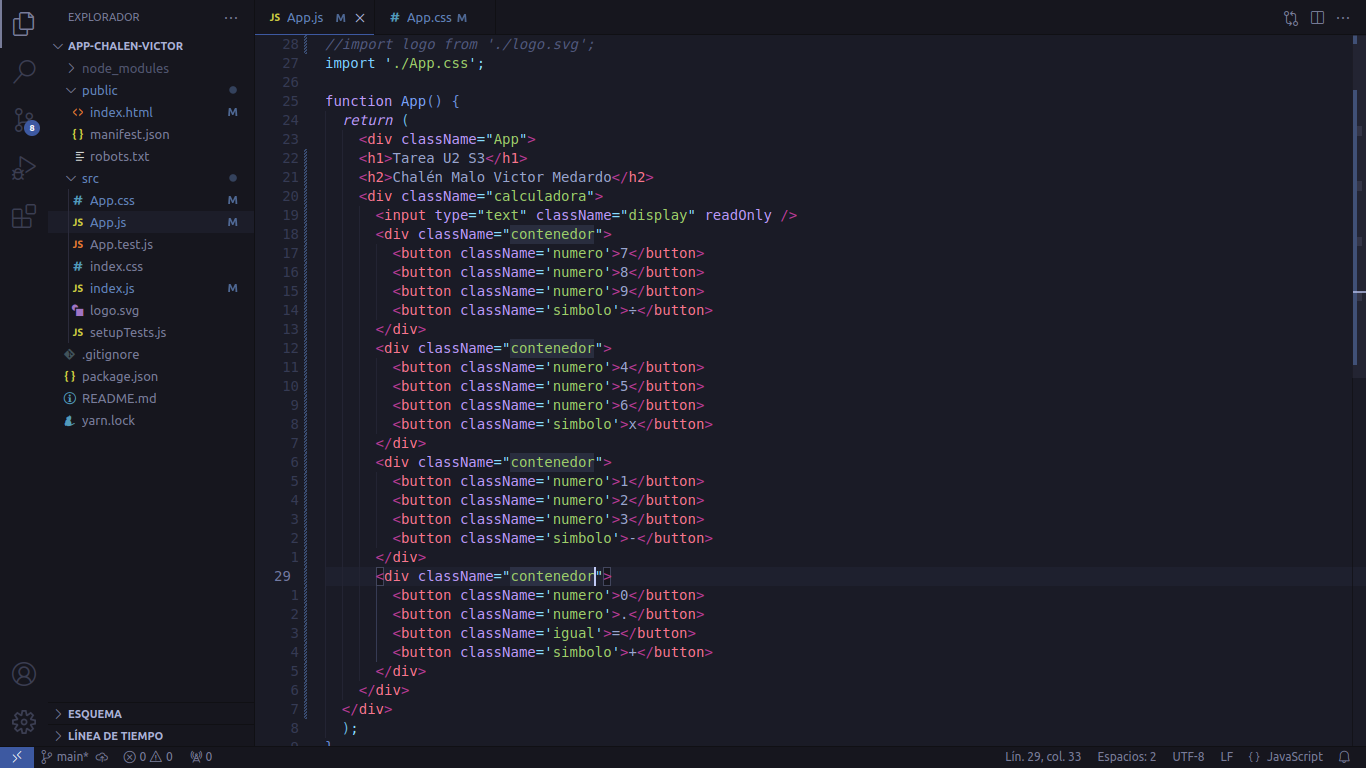 EXPLORADOR
APP-CHALEN-VICTOR
node_modules
public
index.html M
manifest.json
robots.txt
src
App.css M
App.js M
App.test.js
index.css
index.js M
logo.svg
setupTests.js
.gitignore
package.json
README.md
yarn.lock
ESQUEMA
LÍNEA DE TIEMPO
8
JS App.js M
# App.css M
28 //import logo from './logo.svg';
27 import './App.css';
26
25 function App() {
24 return (
23 <div className="App">
22 <h1>Tarea U2 S3</h1>
21 <h2>Chalén Malo Victor Medardo</h2>
20 <div className="calculadora">
19 <input type="text" className="display" readOnly />
18 <div className="contenedor">
17 <button className='numero'>7</button>
16 <button className='numero'>8</button>
15 <button className='numero'>9</button>
14 <button className='simbolo'>÷</button>
13 </div>
12 <div className="contenedor">
11 <button className='numero'>4</button>
10 <button className='numero'>5</button>
9 <button className='numero'>6</button>
8 <button className='simbolo'>x</button>
7 </div>
6 <div className="contenedor">
5 <button className='numero'>1</button>
4 <button className='numero'>2</button>
3 <button className='numero'>3</button>
2 <button className='simbolo'>-</button>
1 </div>
29 <div className="contenedor">
1 <button className='numero'>0</button>
2 <button className='numero'>.</button>
3 <button className='igual'>=</button>
4 <button className='simbolo'>+</button>
5 </div>
6 </div>
7 </div>
8 );
9 }
main* 0 0 0 Lín. 29, col. 33 Espacios: 2 UTF-8 LF { } JavaScript